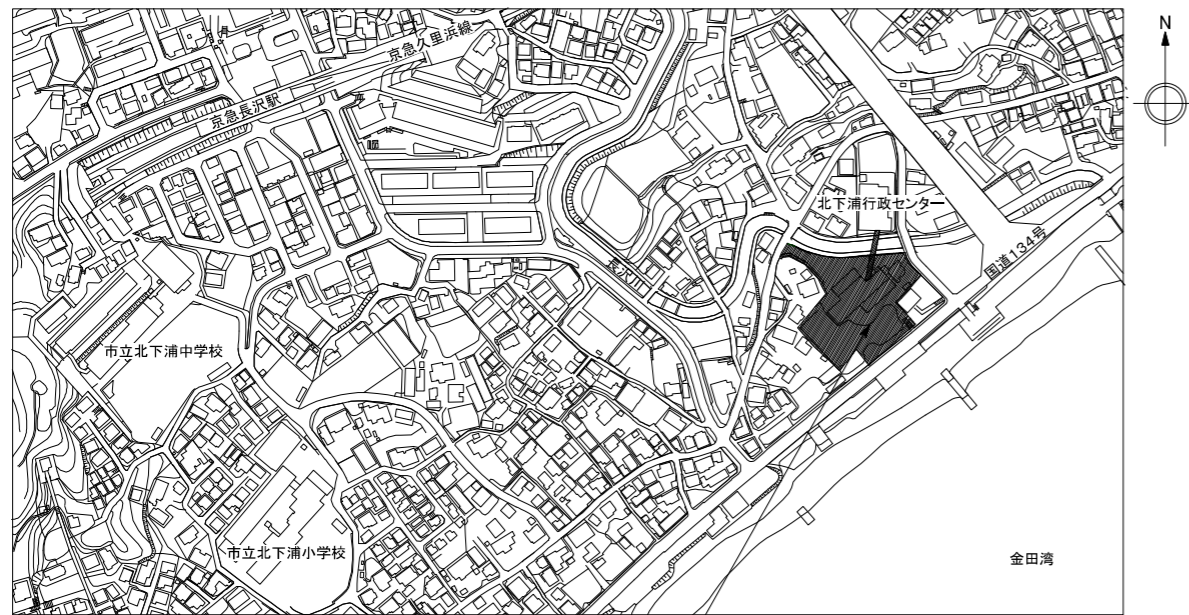 N
京急久里浜線
京急長沢駅
北下浦行政センター
国道134号
長沢川
市立北下浦中学校
市立北下浦小学校
金田湾